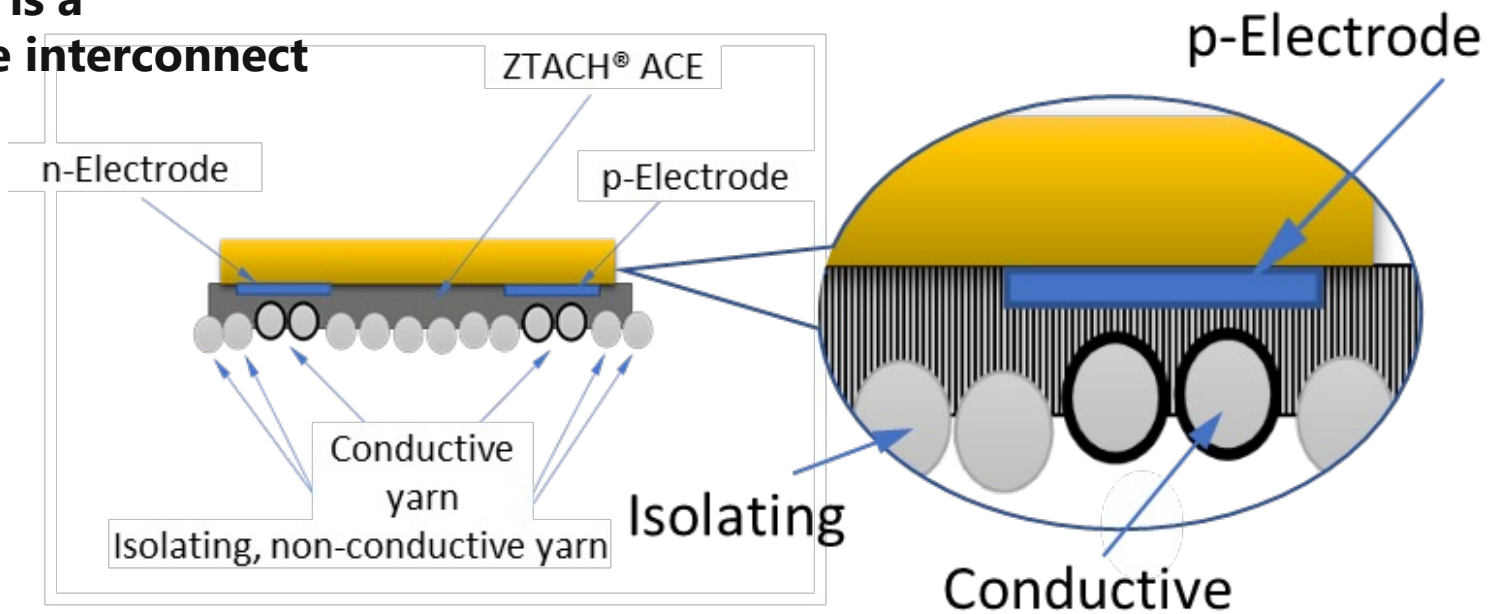 is a
e interconnect
ZTACH® ACE
n-Electrode
p-Electrode
Conductive
yarn
Isolating, non-conductive yarn
p-Electrode
Isolating
Conductive